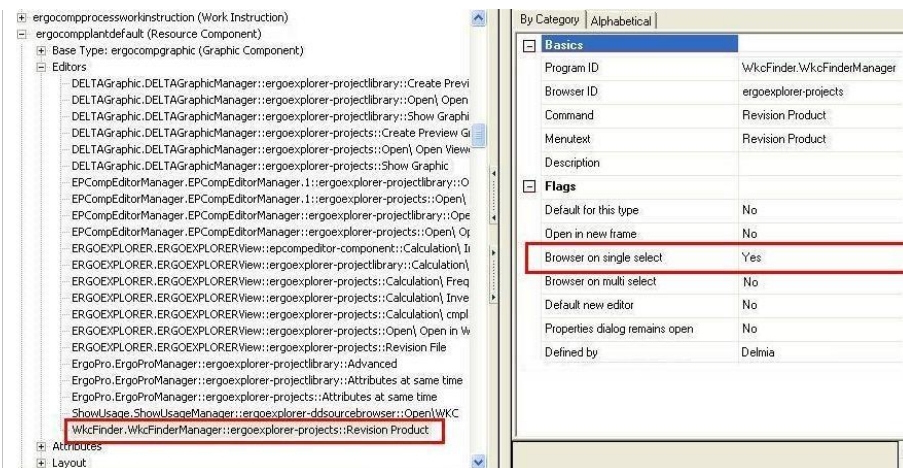 ergocompprocessworkinstruction (Work Instruction)
ergocompplantdefault (Resource Component)
Base Type: ergocompgraphic (Graphic Component)
Editors
DELTAGraphic.DELTAGraphicManager::ergoexplorer-projectlibrary::Create Previ
DELTAGraphic.DELTAGraphicManager::ergoexplorer-projectlibrary::Open\ Open
DELTAGraphic.DELTAGraphicManager::ergoexplorer-projectlibrary::Show Graphi
DELTAGraphic.DELTAGraphicManager::ergoexplorer-projects::Create Preview Gr
DELTAGraphic.DELTAGraphicManager::ergoexplorer-projects::Open\ Open Viewe
DELTAGraphic.DELTAGraphicManager::ergoexplorer-projects::Show Graphic
EPCompEditorManager.EPCompEditorManager.1::ergoexplorer-projectlibrary::O
EPCompEditorManager.EPCompEditorManager.1::ergoexplorer-projects::Open\
EPCompEditorManager.EPCompEditorManager::ergoexplorer-projectlibrary::Ope
EPCompEditorManager.EPCompEditorManager::ergoexplorer-projects::Open\ Op
ERGOEXPLORER.ERGOEXPLORERView::epcompeditor-component::Calculation\ In
ERGOEXPLORER.ERGOEXPLORERView::ergoexplorer-projectlibrary::Calculation\
ERGOEXPLORER.ERGOEXPLORERView::ergoexplorer-projects::Calculation\ Freq
ERGOEXPLORER.ERGOEXPLORERView::ergoexplorer-projects::Calculation\ Inve
ERGOEXPLORER.ERGOEXPLORERView::ergoexplorer-projects::Calculation\ cmpl
ERGOEXPLORER.ERGOEXPLORERView::ergoexplorer-projects::Open\ Open in W
ERGOEXPLORER.ERGOEXPLORERView::ergoexplorer-projects::Revision File
ErgoPro.ErgoProManager::ergoexplorer-projectlibrary::Advanced
ErgoPro.ErgoProManager::ergoexplorer-projectlibrary::Attributes at same time
ErgoPro.ErgoProManager::ergoexplorer-projects::Attributes at same time
ShowUsage.ShowUsageManager::ergoexplorer-ddsourcebrowser::Open\WKC
WkcFinder.WkcFinderManager::ergoexplorer-projects::Revision Product
Attributes
Layout
By Category Alphabetical
Basics
Program ID WkcFinder.WkcFinderManager
Browser ID ergoexplorer-projects
Command Revision Product
Menutext Revision Product
Description
Flags
Default for this type No
Open in new frame No
Browser on single select Yes
Browser on multi select No
Default new editor No
Properties dialog remains open No
Defined by Delmia